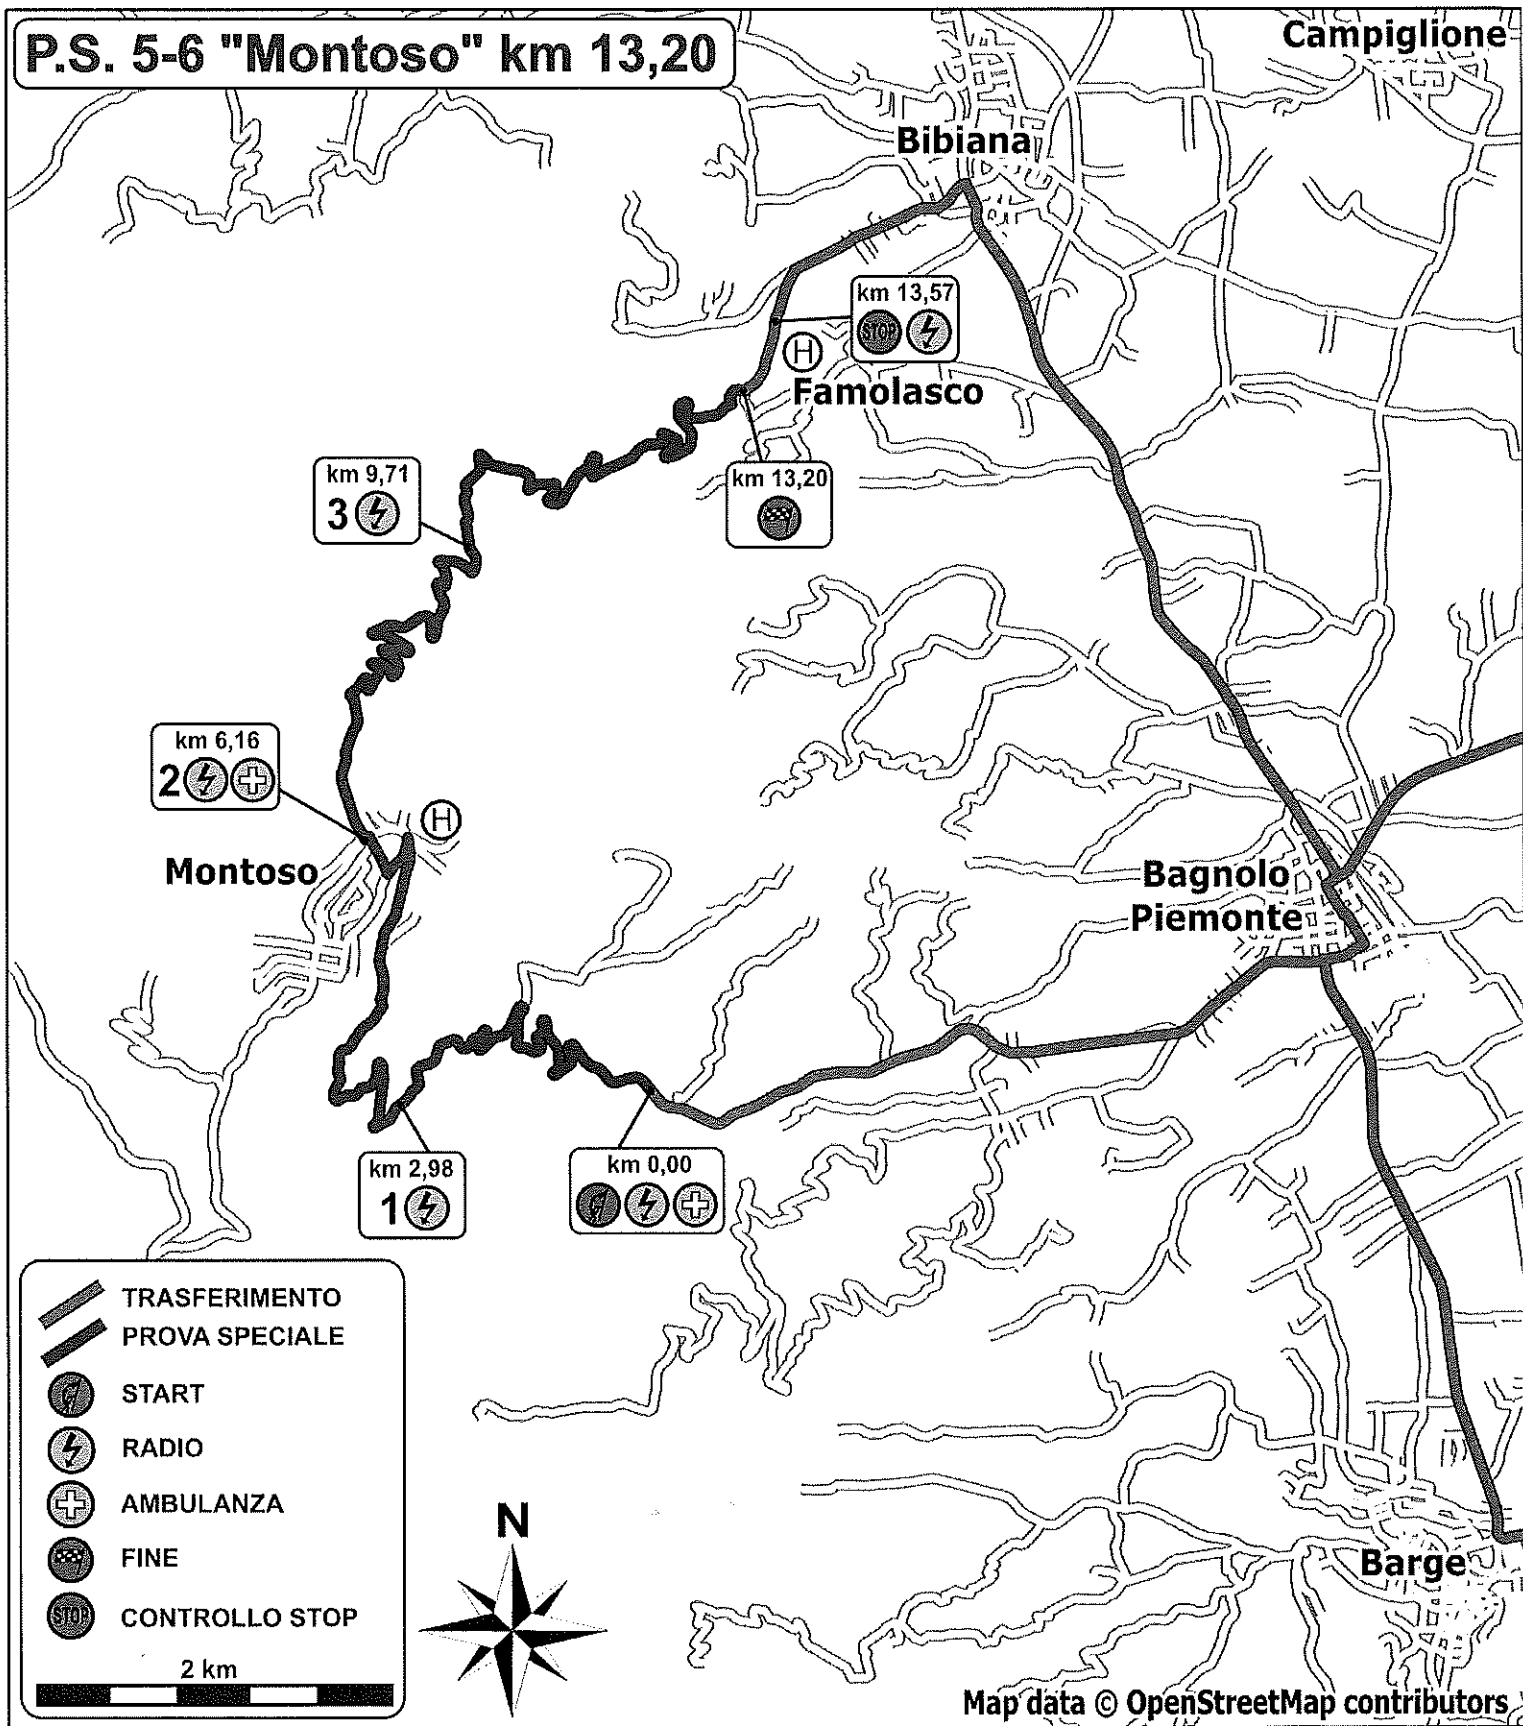 P.S. 5-6 "Montoso" km 13,20
Campiglione
Bibiana
km 13,57
STOP
H
Famolasco
km 9,71
3
km 13,20
km 6,16
2
H
Montoso
Bagnolo
Piemonte
km 2,98
1
km 0,00
TRASFERIMENTO
PROVA SPECIALE
START
RADIO
AMBULANZA
FINE
STOP CONTROLLO STOP
2 km
N
Barge
Map data © OpenStreetMap contributors